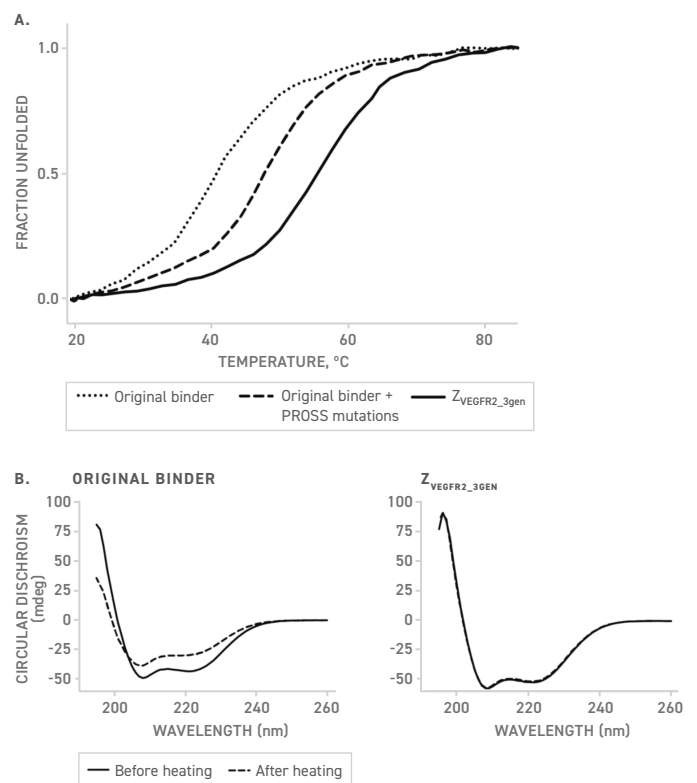 A.
FRACTION UNFOLDED
1.0
0.5
0.0
20 40 60 80
TEMPERATURE, ºC
Original binder
Original binder +
PROSS mutations
ZVEGFR2_3gen
B. ORIGINAL BINDER
CIRCULAR DISCHROISM
(mdeg)
100
75
50
25
0
-25
-50
200 220 240 260
WAVELENGTH (nm)
ZVEGFR2_3GEN
100
75
50
25
0
-25
-50
200 220 240 260
WAVELENGTH (nm)
Before heating After heating